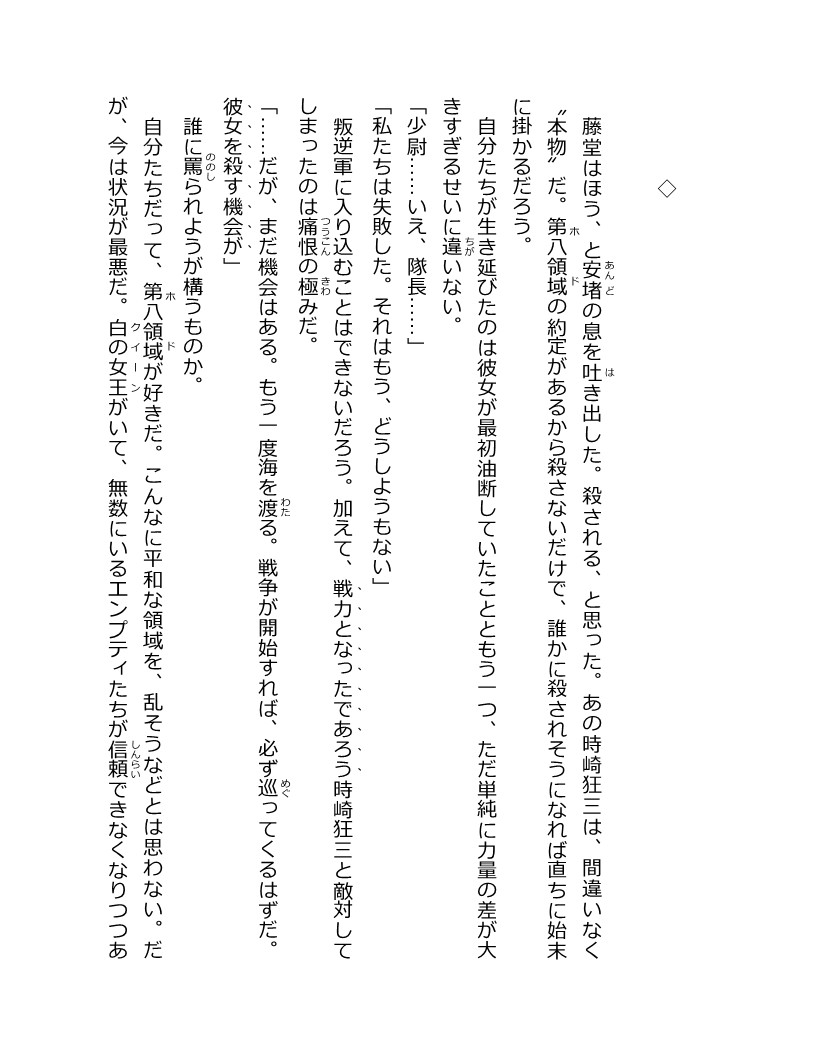 ◇
藤堂はほう、と安堵の息を吐き出した。殺される、と思った。あの時崎狂三は、間違いなく
〝本物〟だ。第八領域の約定があるから殺さないだけで、誰かに殺されそうになれば直ちに始末
に掛かるだろう。
自分たちが生き延びたのは彼女が最初油断していたことともう一つ、ただ単純に力量の差が大
きすぎるせいに違いない。
「少尉……いえ、隊長……」
「私たちは失敗した。それはもう、どうしようもない」
叛逆軍に入り込むことはできないだろう。加えて、戦力となったであろう時崎狂三と敵対して
しまったのは痛恨の極みだ。
「……だが、まだ機会はある。もう一度海を渡る。戦争が開始すれば、必ず巡ってくるはずだ。
彼女を殺す機会が」
誰に罵られようが構うものか。
自分たちだって、第八領域が好きだ。こんなに平和な領域を、乱そうなどとは思わない。だ
が、今は状況が最悪だ。白の女王がいて、無数にいるエンプティたちが信頼できなくなりつつあ